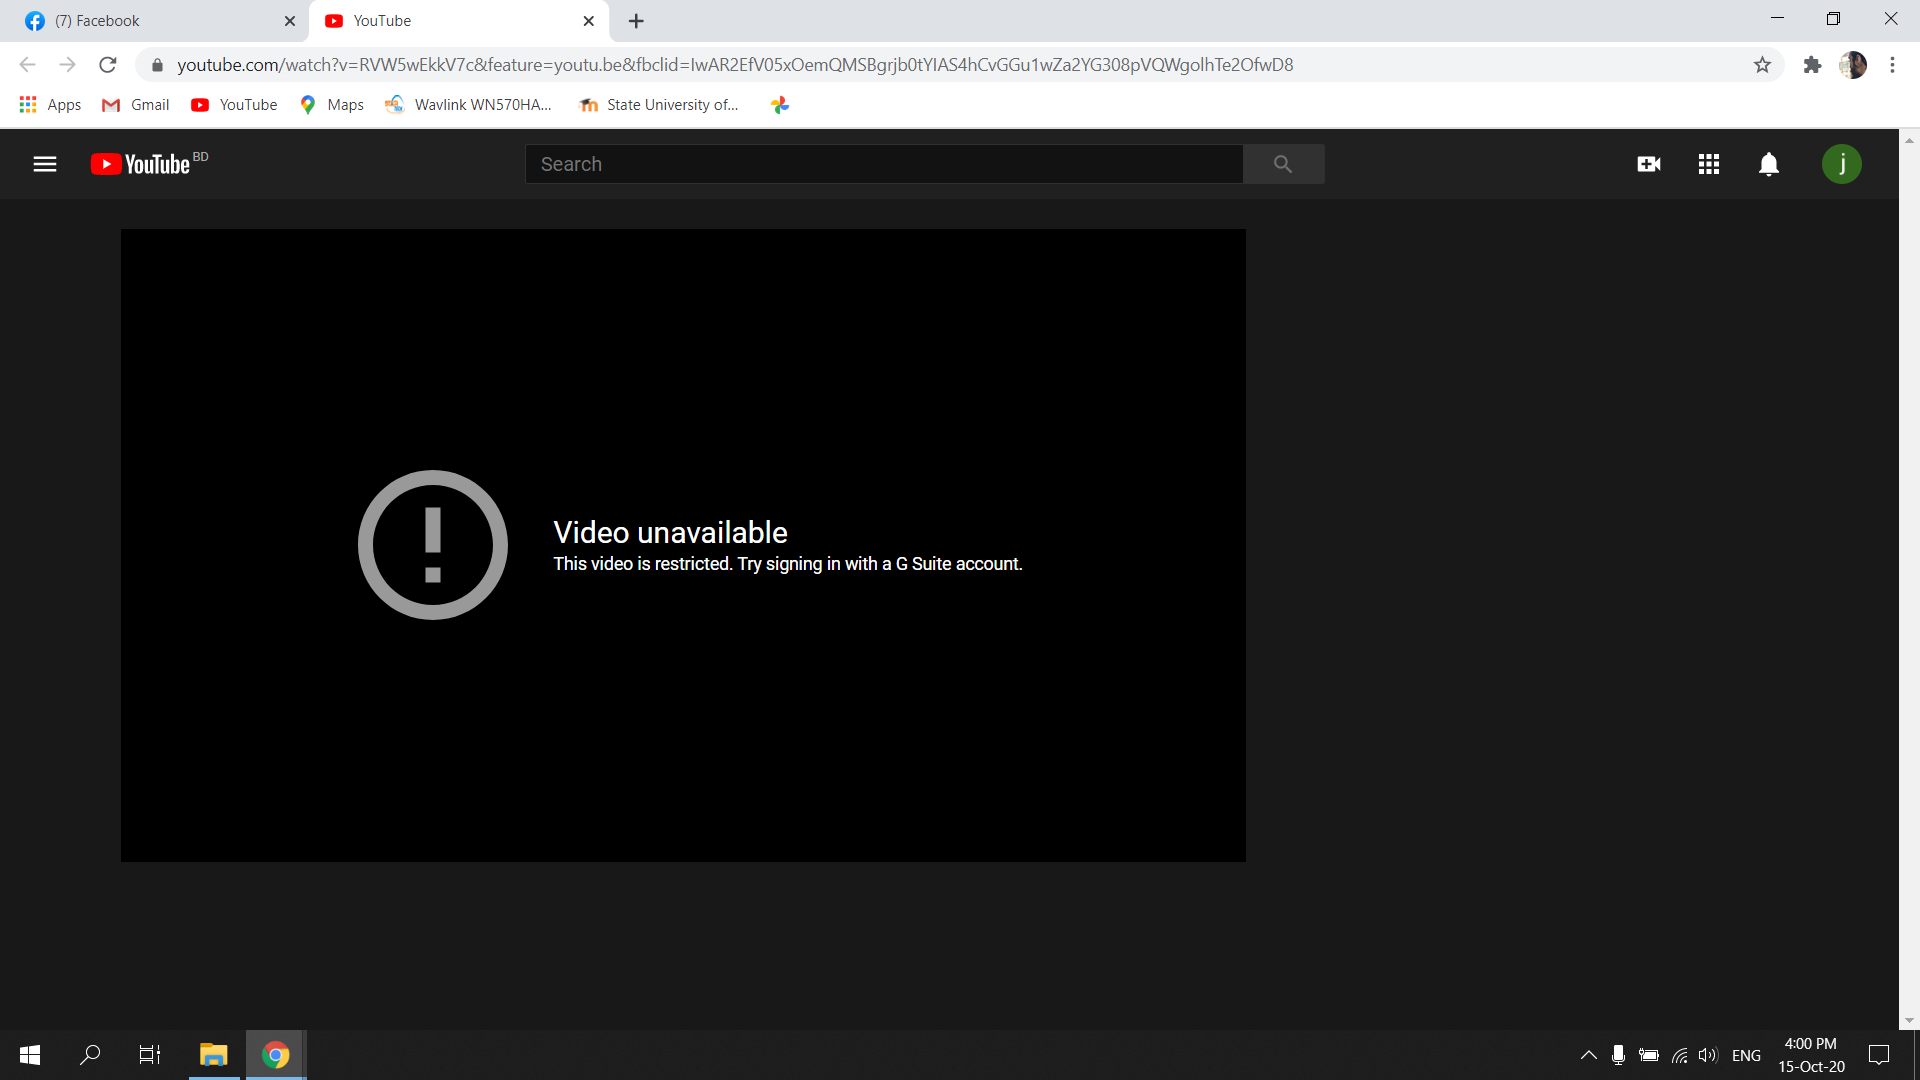 (7) Facebook
YouTube
youtube.com/watch?v=RVW5wEkkV7c&feature=youtu.be&fbclid=IwAR2EfV05xOemQMSBgrjb0tYIAS4hCvGGu1wZa2YG308pVQWgolhTe2OfwD8
Apps
Gmail
YouTube
Maps
Wavlink WN570HA...
State University of...
YouTube BD
Search
j
Video unavailable
This video is restricted. Try signing in with a G Suite account.
ENG
4:00 PM
15-Oct-20